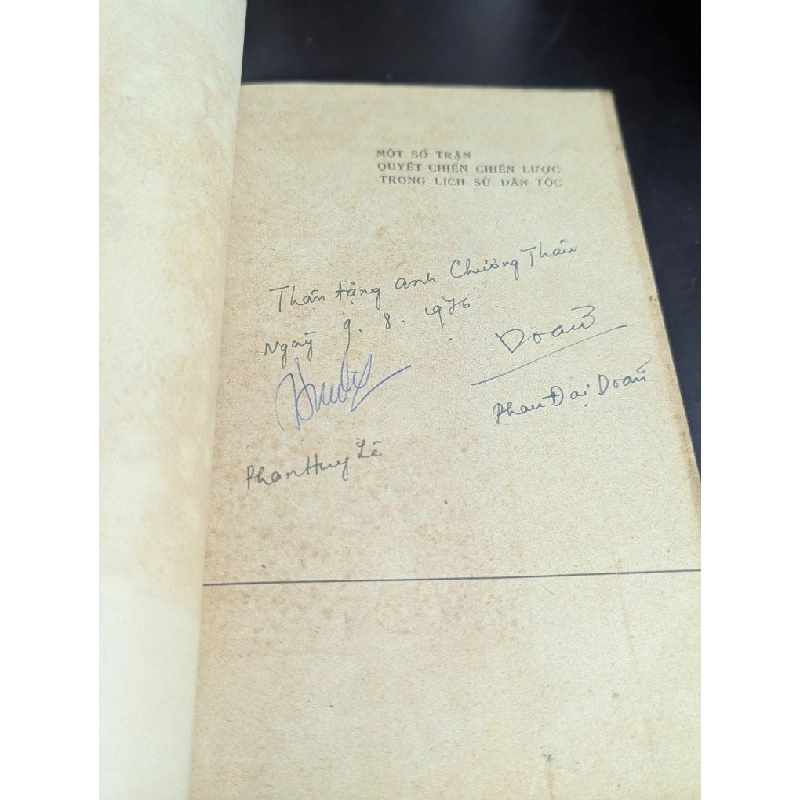 MỘT SỐ TRẬN
QUYẾT CHIẾN CHIẾN LƯỢC
TRONG LỊCH SỬ DÂN TỘC
Thân tặng anh Chương Thâu
Ngày 9.8.1976
Doãn
Phan Huy Lê
Phan Đại Doãn